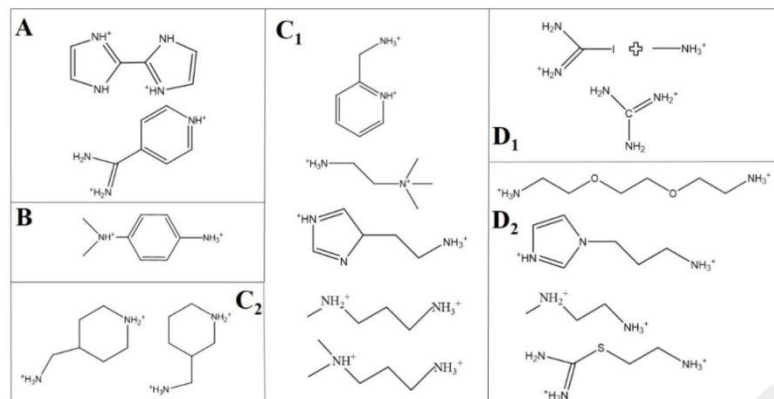 A
NH⁺
NH
NH
⁺HN
NH⁺
H₂N
⁺H₂N
B
NH⁺
NH₃⁺
C₂
NH₂⁺
⁺H₃N
NH₂⁺
⁺H₃N
C₁
NH₃⁺
NH⁺
⁺H₃N
N⁺
⁺HN
N
NH₃⁺
NH₂⁺
NH₃⁺
NH⁺
NH₃⁺
D₁
H₂N
I
NH₃⁺
⁺H₂N
H₂N
NH₂⁺
C
NH₂
D₂
⁺H₃N
O
O
NH₃⁺
N
⁺HN
NH₃⁺
NH₂⁺
NH₃⁺
S
H₂N
NH₃⁺
⁺H₂N